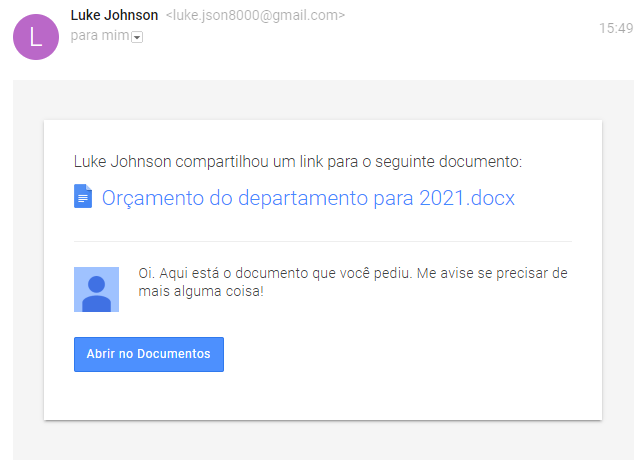 L
Luke Johnson <luke.json8000@gmail.com>
15:49
para mim
Luke Johnson compartilhou um link para o seguinte documento:
Orçamento do departamento para 2021.docx
Oi. Aqui está o documento que você pediu. Me avise se precisar de
mais alguma coisa!
Abrir no Documentos